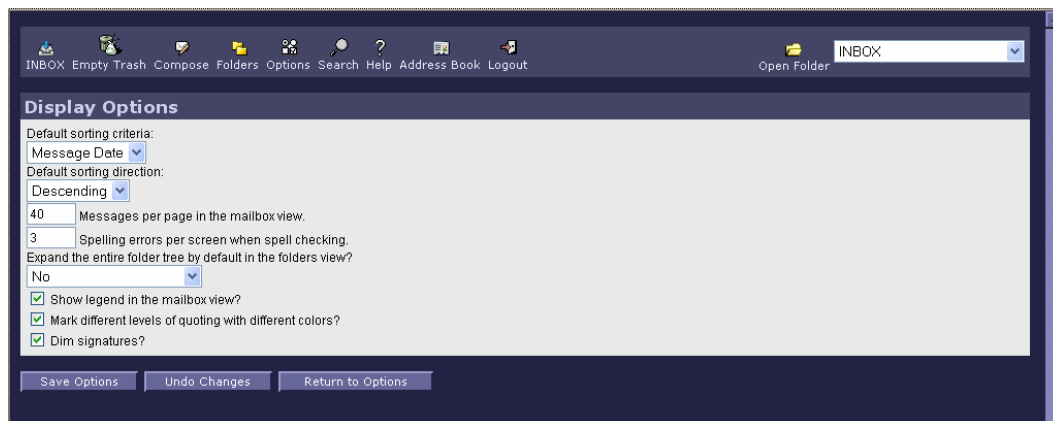 INBOX Empty Trash Compose Folders Options Search Help Address Book Logout
Open Folder INBOX
Display Options
Default sorting criteria:
Message Date
Default sorting direction:
Descending
40 Messages per page in the mailbox view.
3 Spelling errors per screen when spell checking.
Expand the entire folder tree by default in the folders view?
No
Show legend in the mailbox view?
Mark different levels of quoting with different colors?
Dim signatures?
Save Options Undo Changes Return to Options